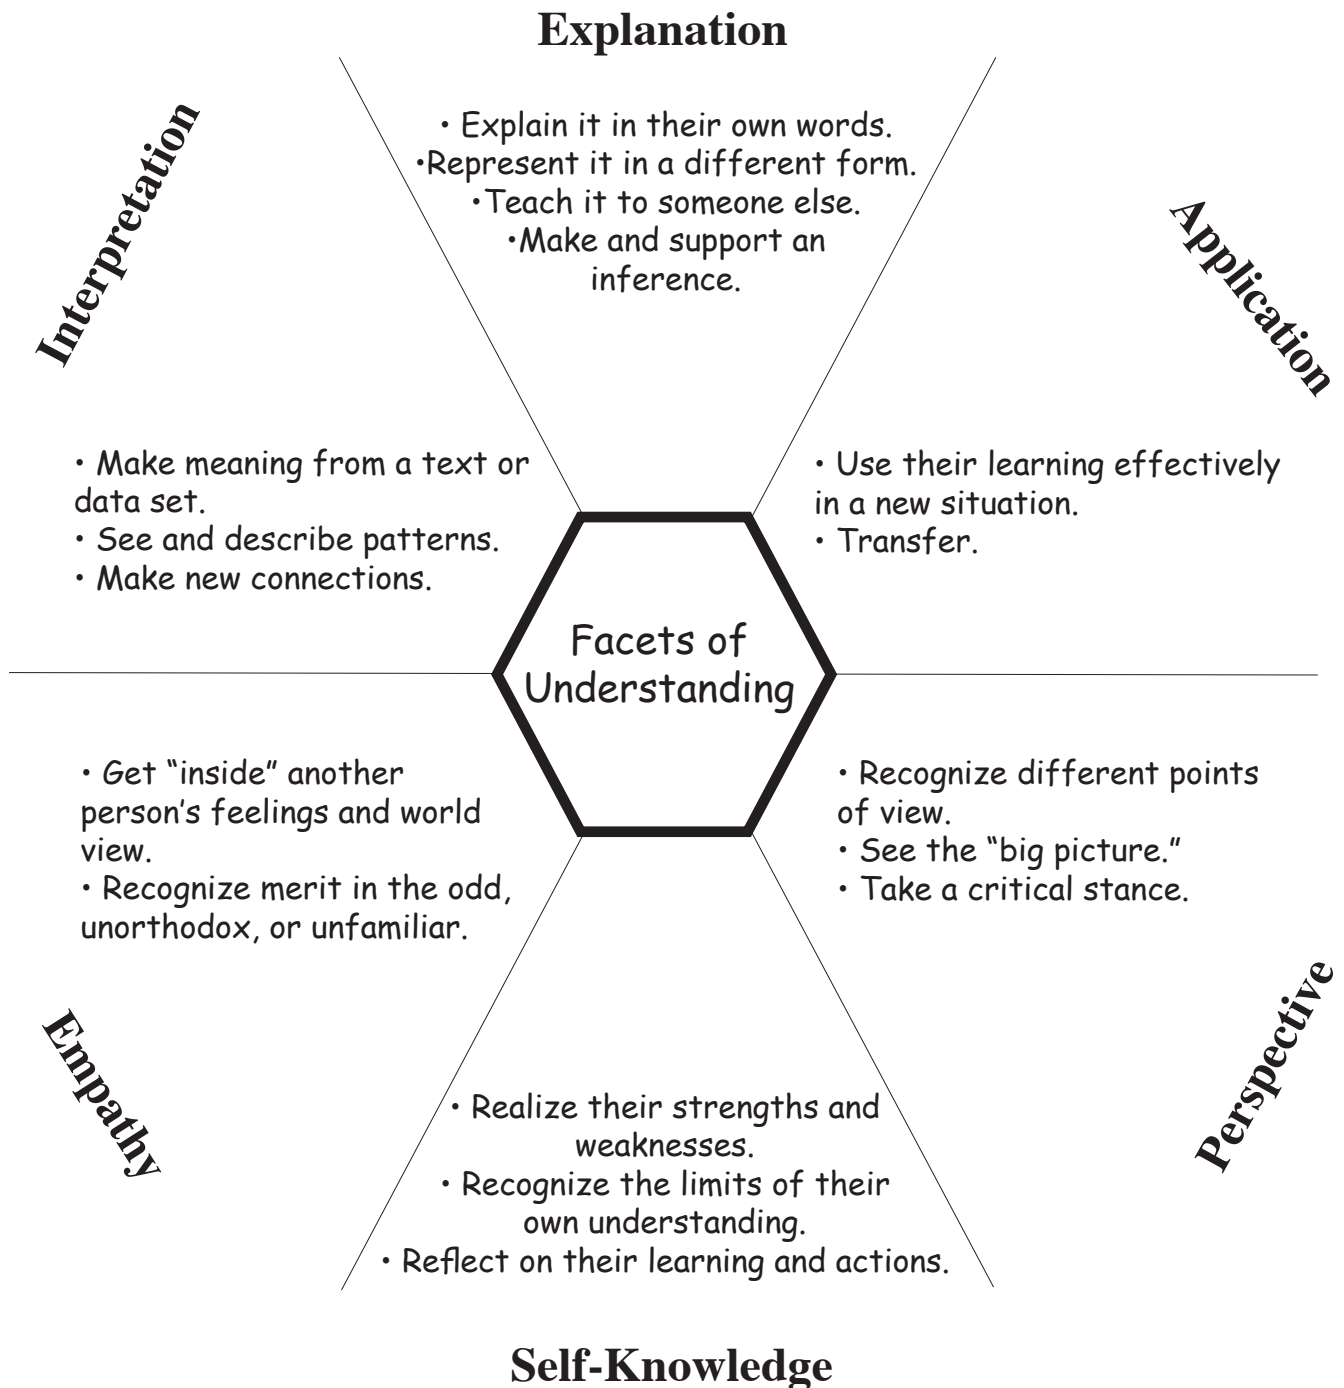 Explanation
• Explain it in their own words.
•Represent it in a different form.
•Teach it to someone else.
•Make and support an
inference.
Interpretation
• Make meaning from a text or
data set.
• See and describe patterns.
• Make new connections.
Application
• Use their learning effectively
in a new situation.
• Transfer.
Facets of
Understanding
• Get “inside” another
person’s feelings and world
view.
• Recognize merit in the odd,
unorthodox, or unfamiliar.
Empathy
• Recognize different points
of view.
• See the “big picture.”
• Take a critical stance.
Perspective
• Realize their strengths and
weaknesses.
• Recognize the limits of their
own understanding.
• Reflect on their learning and actions.
Self-Knowledge